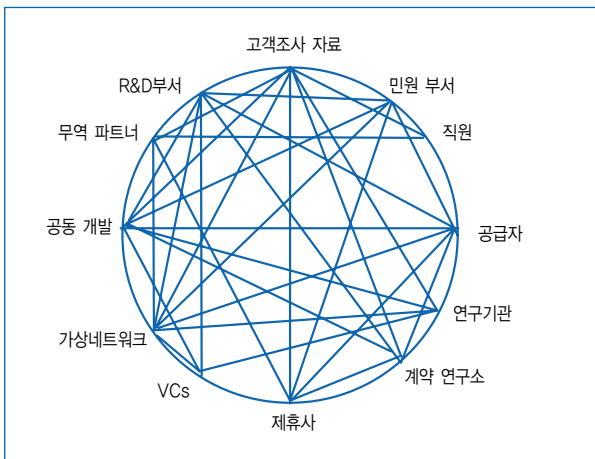 고객조사 자료
R&D부서
민원 부서
무역 파트너
직원
공동 개발
공급자
연구기관
가상네트워크
계약 연구소
VCs
제휴사